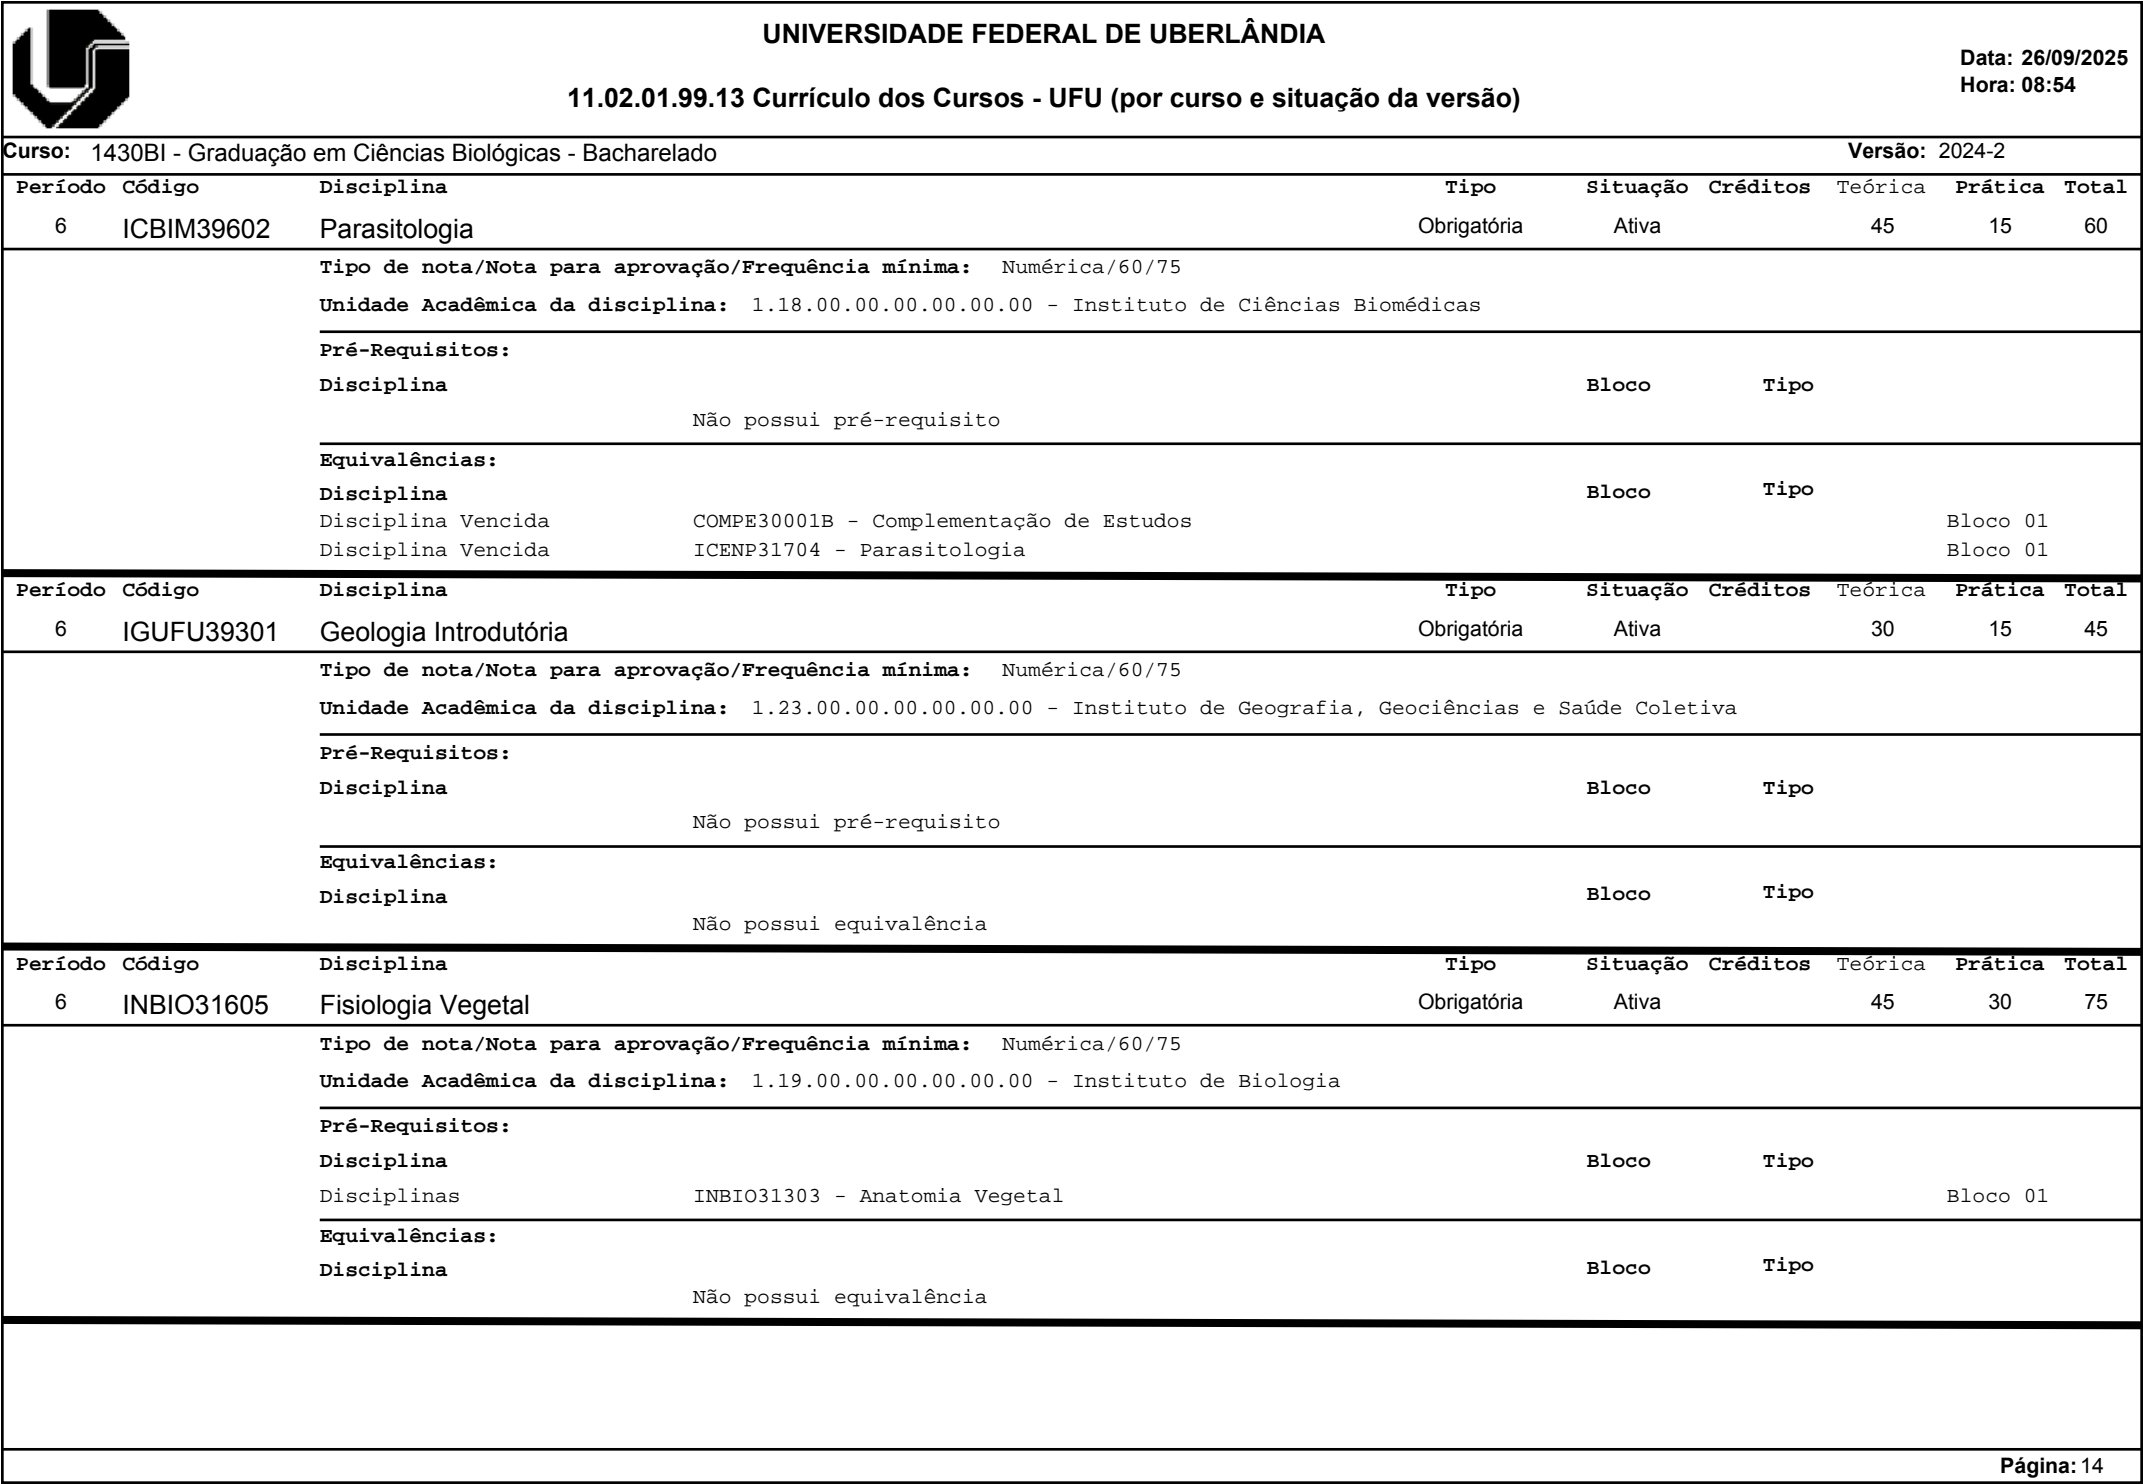 UNIVERSIDADE FEDERAL DE UBERLÂNDIA
Data: 26/09/2025
Hora: 08:54
11.02.01.99.13 Currículo dos Cursos - UFU (por curso e situação da versão)
Curso: 1430BI - Graduação em Ciências Biológicas - Bacharelado Versão: 2024-2
Período Código Disciplina Tipo Situação Créditos Teórica Prática Total
6 ICBIM39602 Parasitologia Obrigatória Ativa 45 15 60
Tipo de nota/Nota para aprovação/Frequência mínima: Numérica/60/75
Unidade Acadêmica da disciplina: 1.18.00.00.00.00.00.00 - Instituto de Ciências Biomédicas
Pré-Requisitos:
Disciplina Bloco Tipo
Não possui pré-requisito
Equivalências:
Disciplina Bloco Tipo
Disciplina Vencida COMPE30001B - Complementação de Estudos Bloco 01
Disciplina Vencida ICENP31704 - Parasitologia Bloco 01
Período Código Disciplina Tipo Situação Créditos Teórica Prática Total
6 IGUFU39301 Geologia Introdutória Obrigatória Ativa 30 15 45
Tipo de nota/Nota para aprovação/Frequência mínima: Numérica/60/75
Unidade Acadêmica da disciplina: 1.23.00.00.00.00.00.00 - Instituto de Geografia, Geociências e Saúde Coletiva
Pré-Requisitos:
Disciplina Bloco Tipo
Não possui pré-requisito
Equivalências:
Disciplina Bloco Tipo
Não possui equivalência
Período Código Disciplina Tipo Situação Créditos Teórica Prática Total
6 INBIO31605 Fisiologia Vegetal Obrigatória Ativa 45 30 75
Tipo de nota/Nota para aprovação/Frequência mínima: Numérica/60/75
Unidade Acadêmica da disciplina: 1.19.00.00.00.00.00.00 - Instituto de Biologia
Pré-Requisitos:
Disciplina Bloco Tipo
Disciplinas INBIO31303 - Anatomia Vegetal Bloco 01
Equivalências:
Disciplina Bloco Tipo
Não possui equivalência
Página: 14